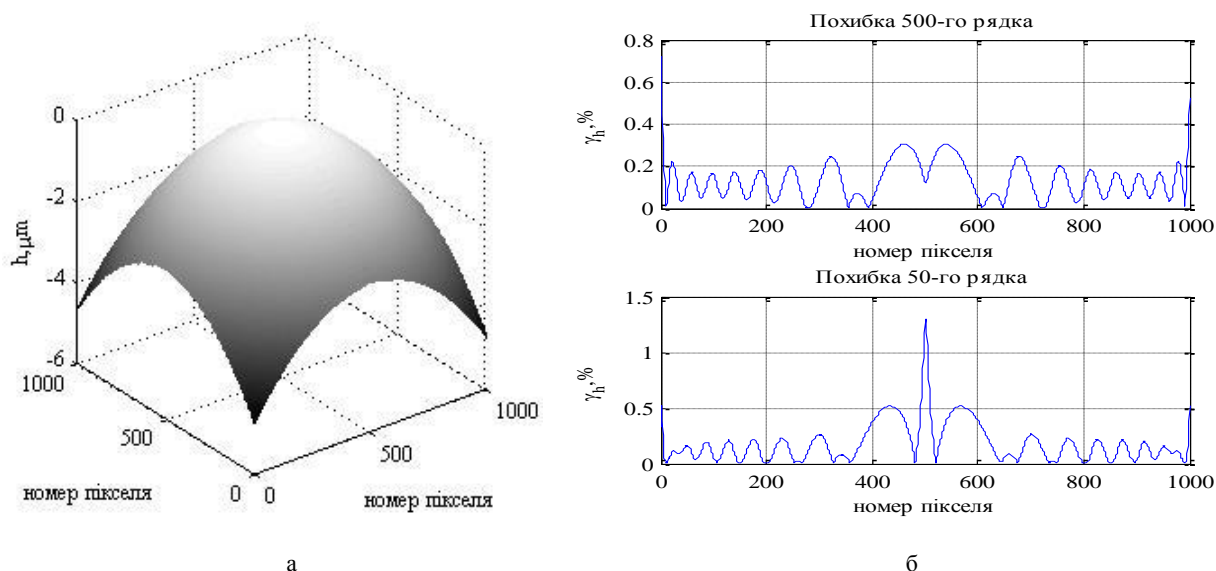 0
-2
-4
-6
h,μm
1000
500
0
0
500
1000
номер пікселя
номер пікселя
а
Похибка 500-го рядка
0.8
0.6
0.4
0.2
0
γh,%
0 200 400 600 800 1000
номер пікселя
Похибка 50-го рядка
1.5
1
0.5
0
γh,%
0 200 400 600 800 1000
номер пікселя
б